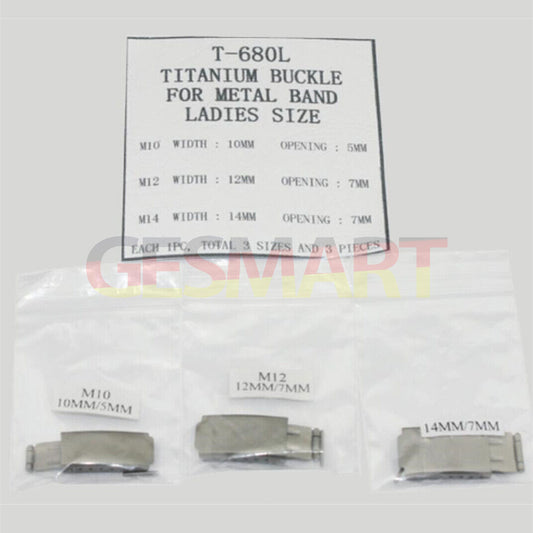 T-680L
TITANIUM BUCKLE
FOR METAL BAND
LADIES SIZE
M10 WIDTH : 10MM OPENING : 5MM
M12 WIDTH : 12MM OPENING : 7MM
M14 WIDTH : 14MM OPENING : 7MM
EACH 1PC, TOTAL 3 SIZES AND 3 PIECES
GESMART
M10
10MM/5MM
M12
12MM/7MM
14MM/7MM